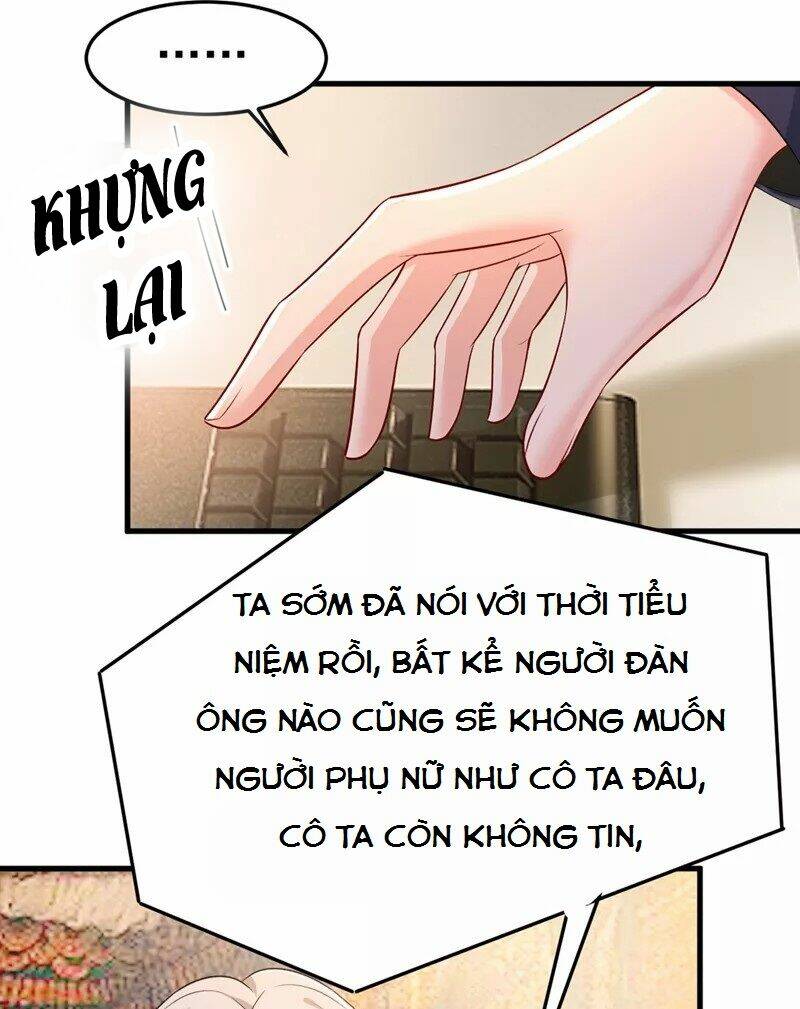 ......
KHỰNG
LẠI
TA SỚM ĐÃ NÓI VỚI THỜI TIỂU
NIỆM RỒI, BẤT KỂ NGƯỜI ĐÀN
ÔNG NÀO CŨNG SẼ KHÔNG MUỐN
NGƯỜI PHỤ NỮ NHƯ CÔ TA ĐÂU,
CÔ TA CÒN KHÔNG TIN,